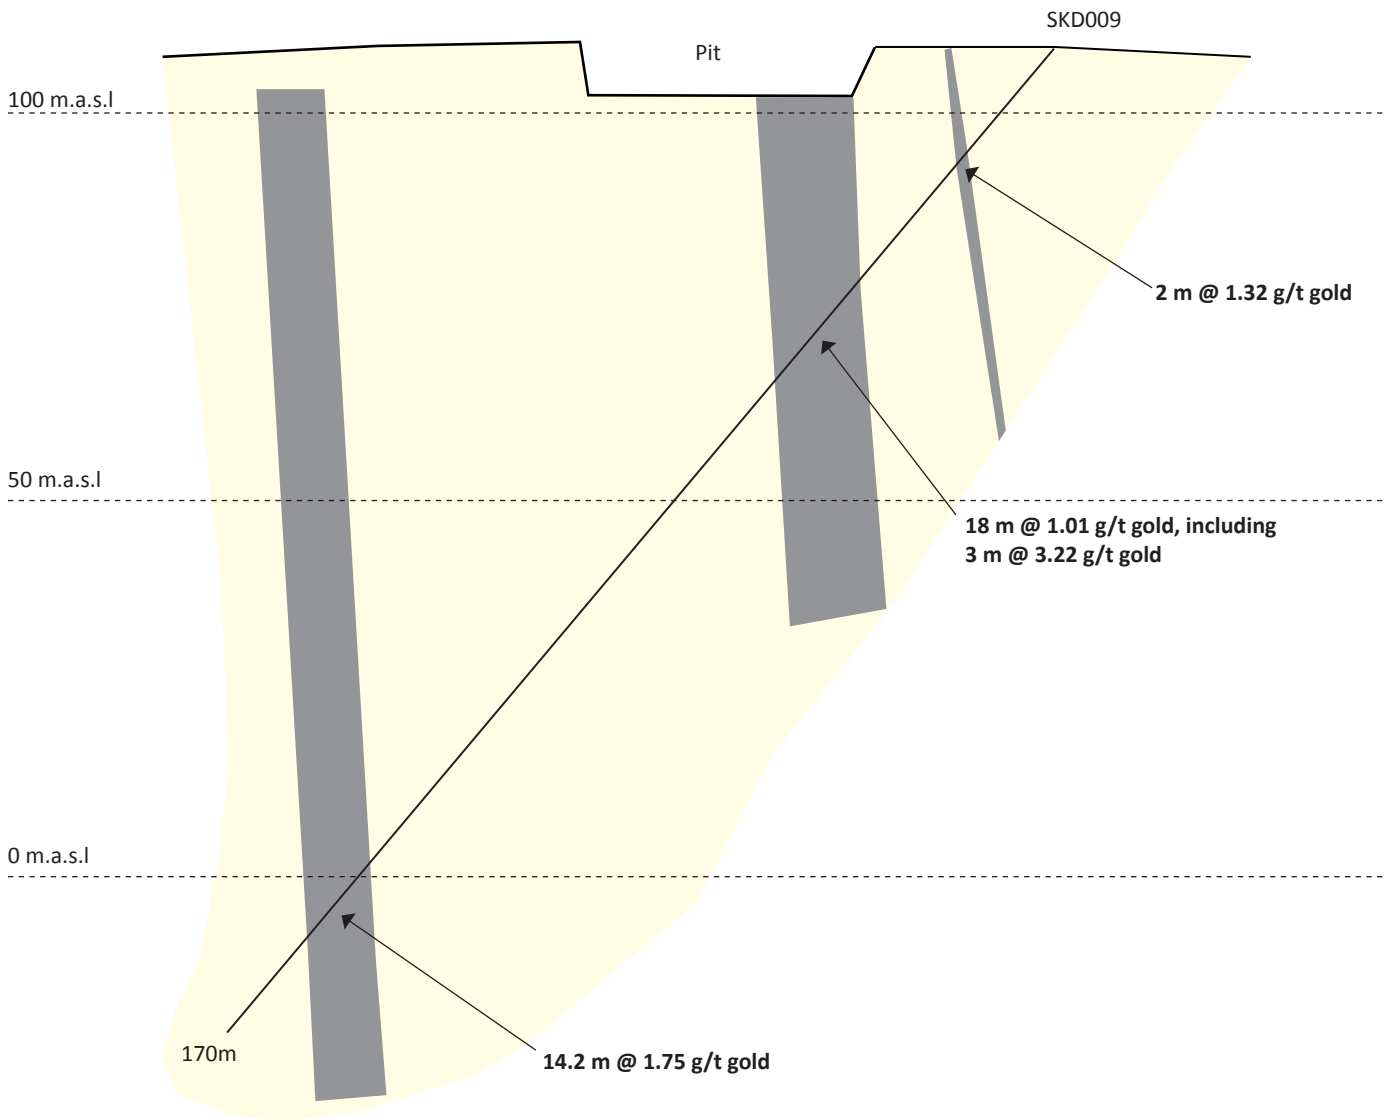 SKD009
Pit
100 m.a.s.l
2 m @ 1.32 g/t gold
50 m.a.s.l
18 m @ 1.01 g/t gold, including
3 m @ 3.22 g/t gold
0 m.a.s.l
170m
14.2 m @ 1.75 g/t gold